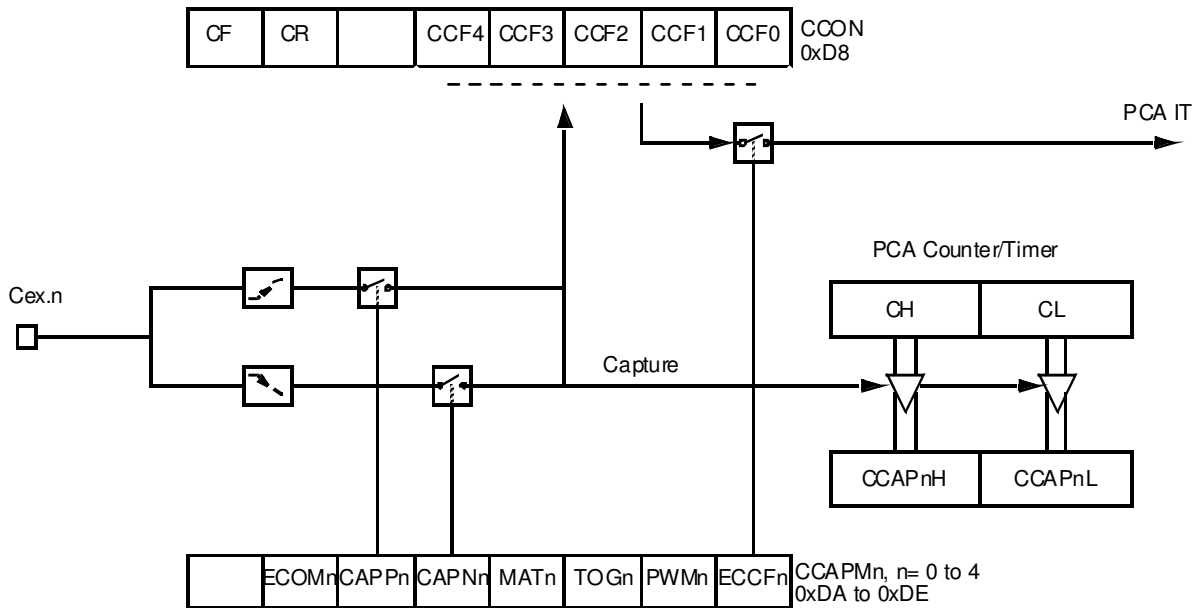 CF CR CCF4 CCF3 CCF2 CCF1 CCF0 CCON
0xD8
PCA IT
PCA Counter/Timer
Cex.n
CH CL
Capture
CCAPnH CCAPnL
ECOMn CAPPn CAPNn MATn TOGn PWMn ECCFn CCAPMn, n= 0 to 4
0xDA to 0xDE